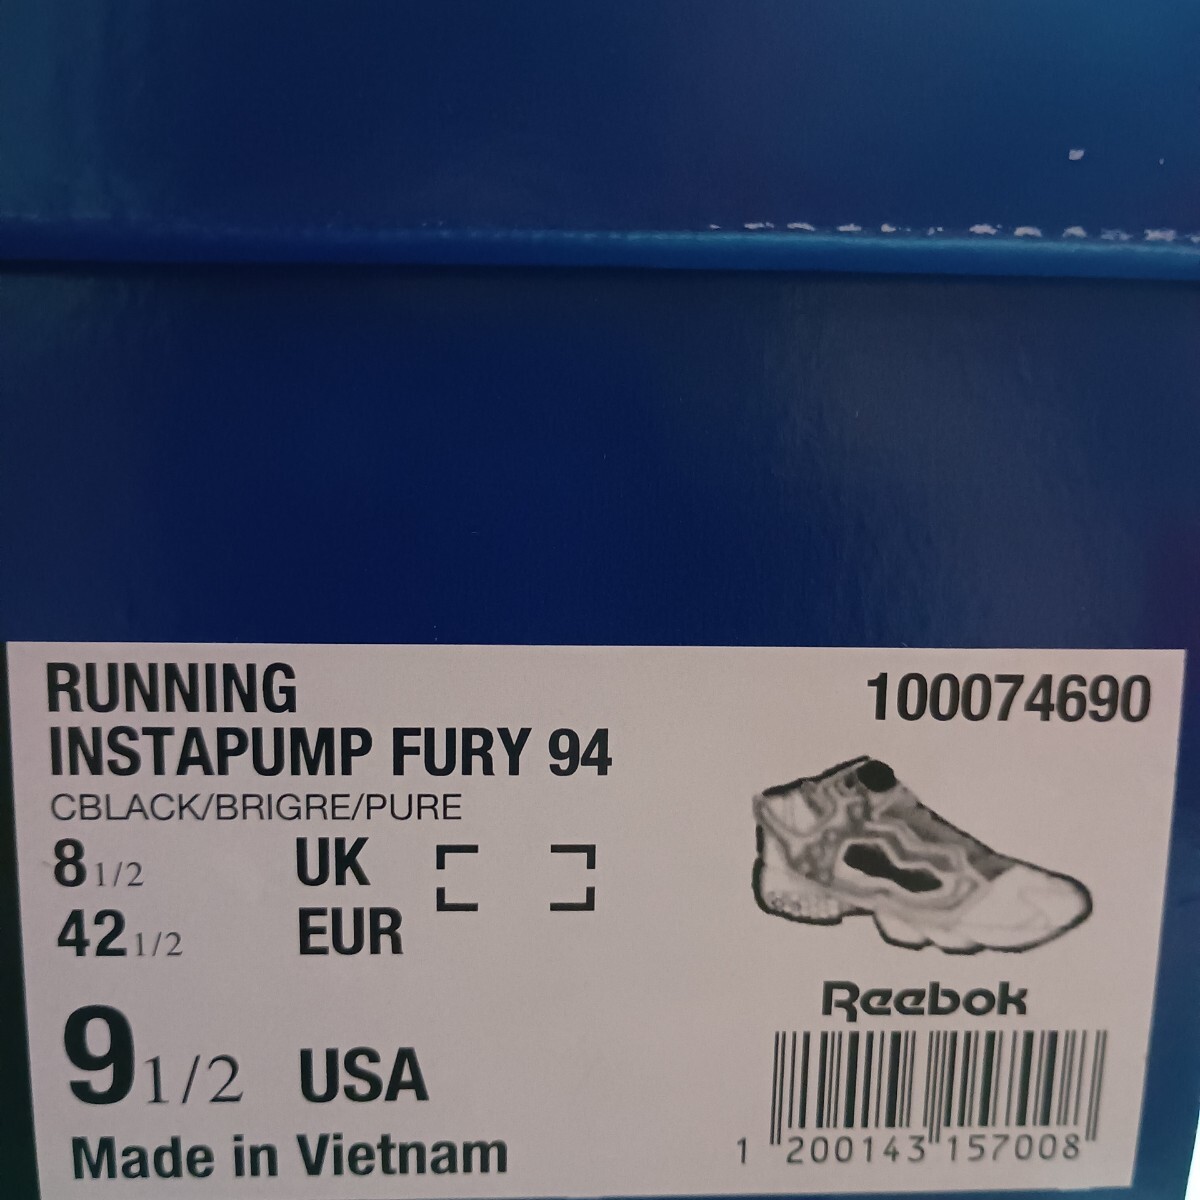 RUNNING
INSTAPUMP FURY 94
CBLACK/BRIGRE/PURE
8 1/2 UK
42 1/2 EUR
9 1/2 USA
Made in Vietnam
100074690
Reebok
1 200143 157008